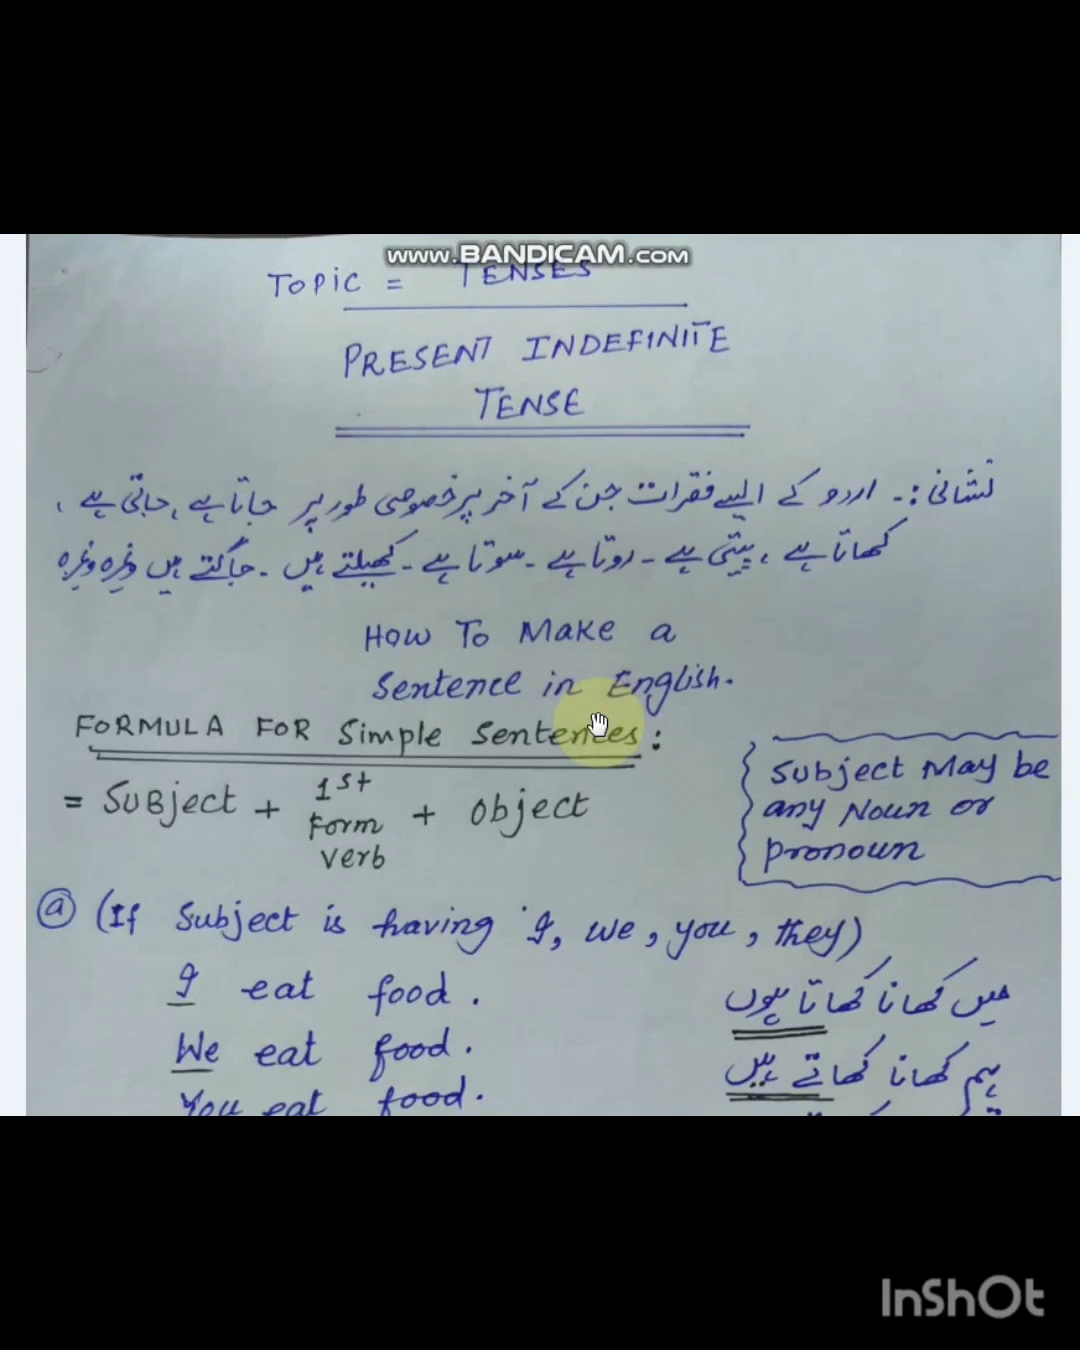 www.BANDICAM.com
TOPIC = TENSES
PRESENT INDEFINITE
TENSE
نشانی :۔ اردو کے ایسے فقرات جن کے آخر پر خصوصی طور پر جاتا ہے، جاتی ہے،
کھاتا ہے، پیتی ہے۔ روتا ہے۔ سوتا ہے۔ کھیلتے ہیں۔ جاگتے ہیں وغیرہ وغیرہ
How To Make a
Sentence in English.
FORMULA FOR Simple Sentences :
= Subject + 1st Form verb + object
Subject May be
any Noun or
pronoun
(a) (If Subject is having I, we, you, they)
I eat food.
میں کھانا کھاتا ہوں
We eat food.
ہم کھانا کھاتے ہیں
You eat food.
InShOt